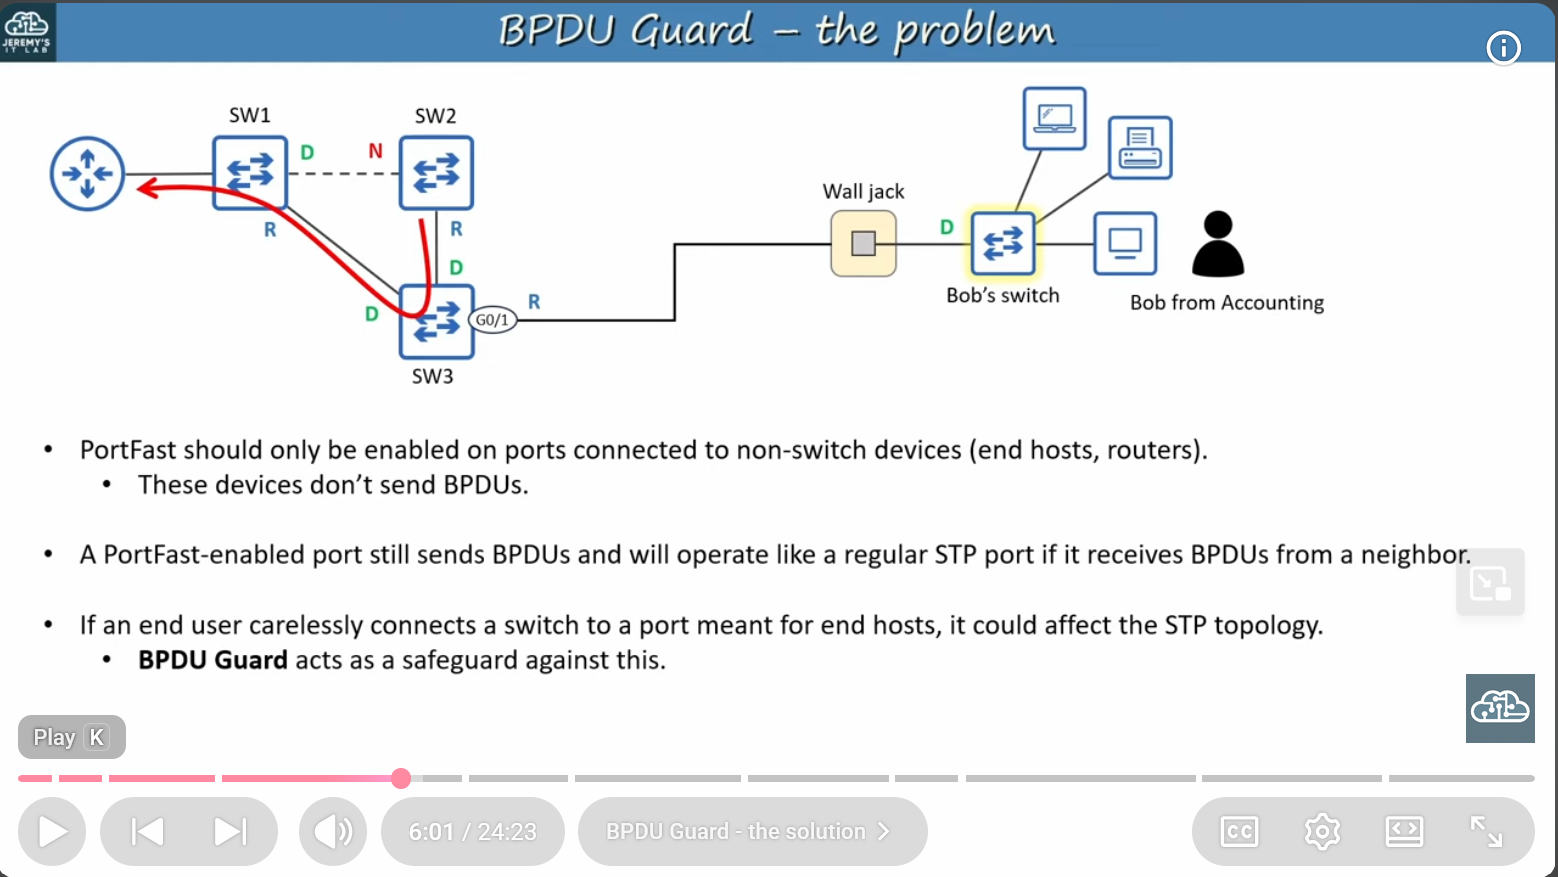 JEREMY'S
IT LAB
BPDU Guard – the problem
SW1
SW2
D
N
R
R
D
D
G0/1
R
SW3
Wall jack
D
Bob's switch
Bob from Accounting
• PortFast should only be enabled on ports connected to non-switch devices (end hosts, routers).
• These devices don't send BPDUs.
• A PortFast-enabled port still sends BPDUs and will operate like a regular STP port if it receives BPDUs from a neighbor.
• If an end user carelessly connects a switch to a port meant for end hosts, it could affect the STP topology.
• BPDU Guard acts as a safeguard against this.
Play K
6:01 / 24:23
BPDU Guard - the solution
CC